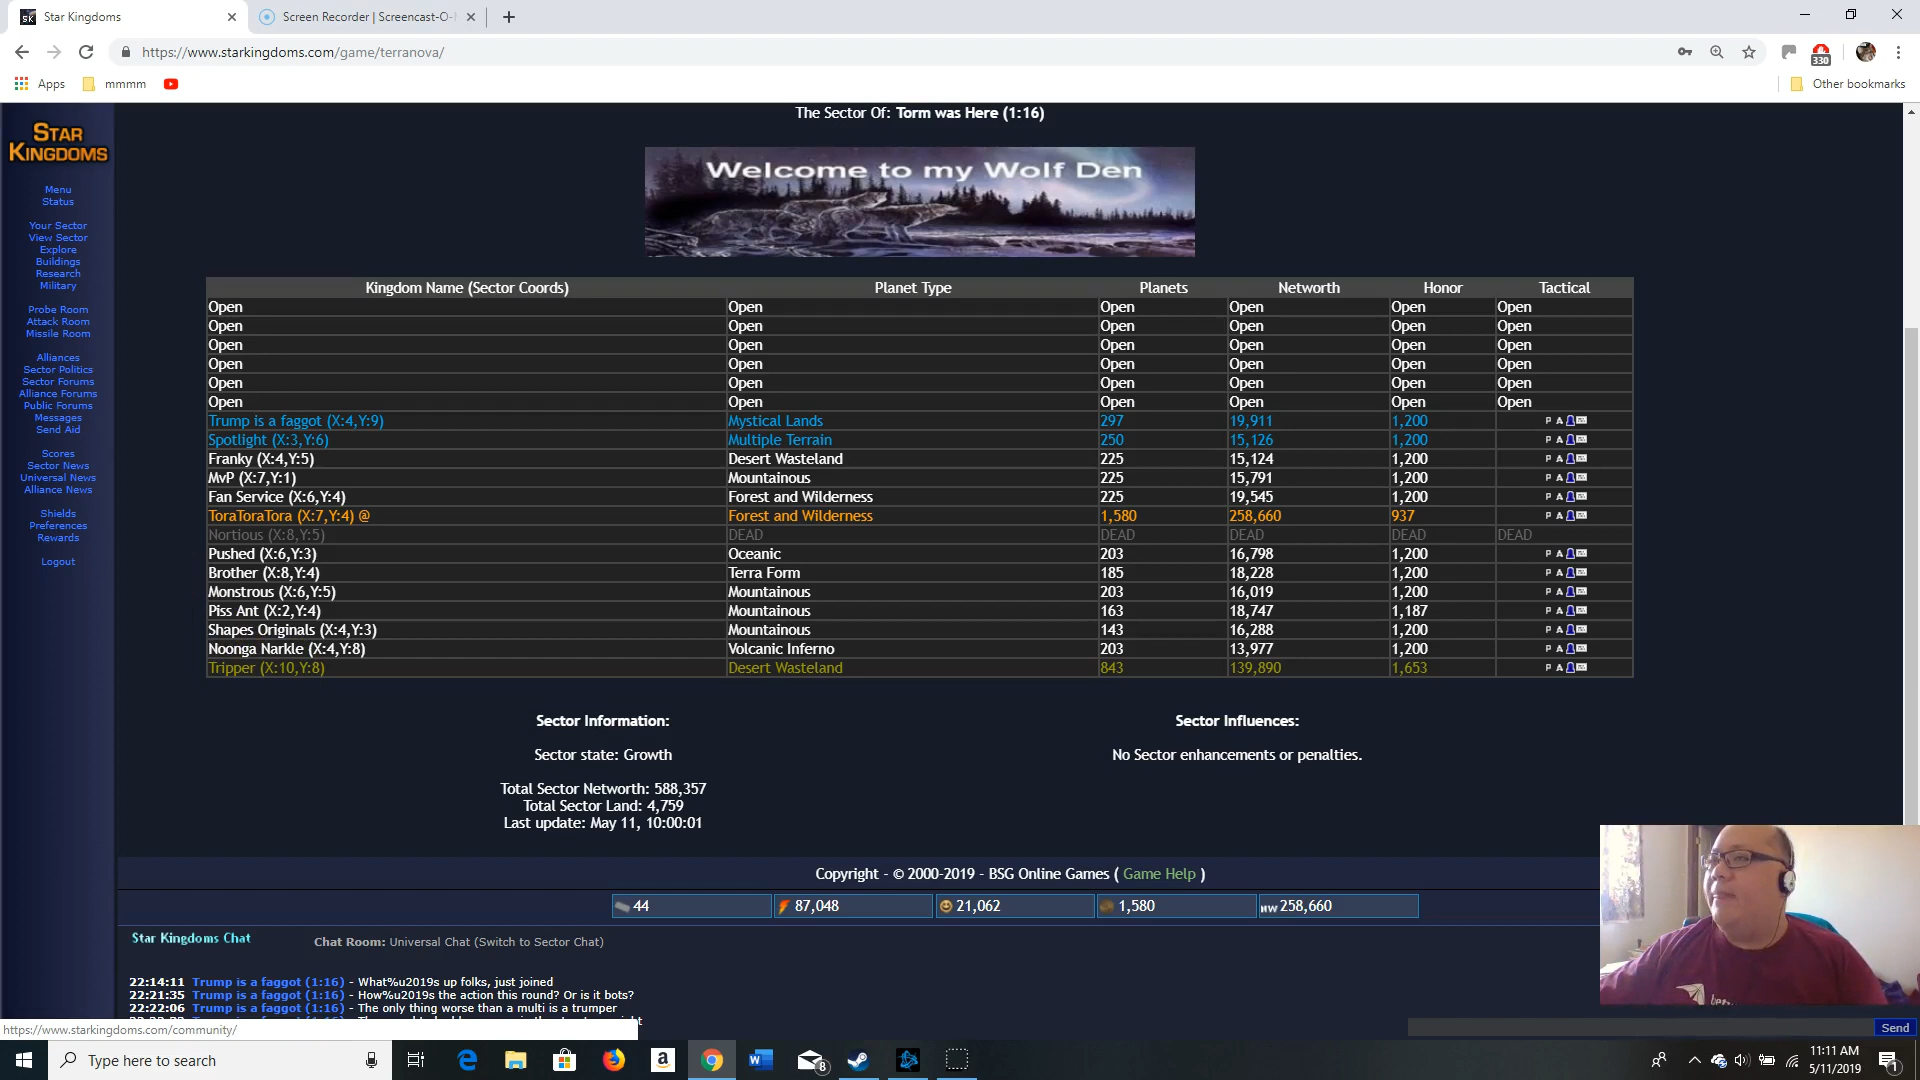 Star Kingdoms
Screen Recorder | Screencast-O-
https://www.starkingdoms.com/game/terranova/
330
Apps
mmmm
Other bookmarks
STAR
KINGDOMS
Menu
Status
Your Sector
View Sector
Explore
Buildings
Research
Military
Probe Room
Attack Room
Missile Room
Alliances
Sector Politics
Sector Forums
Alliance Forums
Public Forums
Messages
Send Aid
Scores
Sector News
Universal News
Alliance News
Shields
Preferences
Rewards
Logout
The Sector Of: Torm was Here (1:16)
Welcome to my Wolf Den
Kingdom Name (Sector Coords) Planet Type Planets Networth Honor Tactical
Open Open Open Open Open Open
Open Open Open Open Open Open
Open Open Open Open Open Open
Open Open Open Open Open Open
Open Open Open Open Open Open
Open Open Open Open Open Open
Trump is a faggot (X:4,Y:9) Mystical Lands 297 19,911 1,200 P A
Spotlight (X:3,Y:6) Multiple Terrain 250 15,126 1,200 P A
Franky (X:4,Y:5) Desert Wasteland 225 15,124 1,200 P A
MvP (X:7,Y:1) Mountainous 225 15,791 1,200 P A
Fan Service (X:6,Y:4) Forest and Wilderness 225 19,545 1,200 P A
ToraToraTora (X:7,Y:4) @ Forest and Wilderness 1,580 258,660 937 P A
Nortious (X:8,Y:5) DEAD DEAD DEAD DEAD DEAD
Pushed (X:6,Y:3) Oceanic 203 16,798 1,200 P A
Brother (X:8,Y:4) Terra Form 185 18,228 1,200 P A
Monstrous (X:6,Y:5) Mountainous 203 16,019 1,200 P A
Piss Ant (X:2,Y:4) Mountainous 163 18,747 1,187 P A
Shapes Originals (X:4,Y:3) Mountainous 143 16,288 1,200 P A
Noonga Narkle (X:4,Y:8) Volcanic Inferno 203 13,977 1,200 P A
Tripper (X:10,Y:8) Desert Wasteland 843 139,890 1,653 P A
Sector Information:
Sector state: Growth
Total Sector Networth: 588,357
Total Sector Land: 4,759
Last update: May 11, 10:00:01
Sector Influences:
No Sector enhancements or penalties.
Copyright - © 2000-2019 - BSG Online Games ( Game Help )
44 87,048 21,062 1,580 NW 258,660
Star Kingdoms Chat
Chat Room: Universal Chat (Switch to Sector Chat)
22:14:11 Trump is a faggot (1:16) - What%u2019s up folks, just joined
22:21:35 Trump is a faggot (1:16) - How%u2019s the action this round? Or is it bots?
22:22:06 Trump is a faggot (1:16) - The only thing worse than a multi is a trumper
https://www.starkingdoms.com/community/
Send
Type here to search
8
11:11 AM
5/11/2019
1